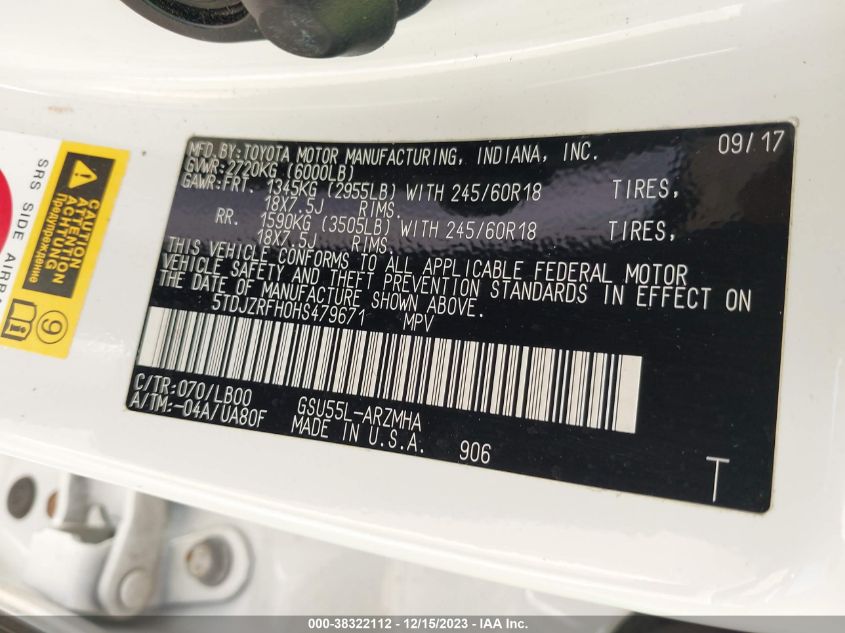 MFD.BY:TOYOTA MOTOR MANUFACTURING, INDIANA, INC. 09/17
GVWR:2720KG (6000LB)
GAWR:FRT. 1345KG (2955LB) WITH 245/60R18 TIRES,
18X7.5J RIMS.
RR. 1590KG (3505LB) WITH 245/60R18 TIRES,
18X7.5J RIMS.
THIS VEHICLE CONFORMS TO ALL APPLICABLE FEDERAL MOTOR
VEHICLE SAFETY AND THEFT PREVENTION STANDARDS IN EFFECT ON
THE DATE OF MANUFACTURE SHOWN ABOVE.
5TDJZRFH0HS479671 MPV
C/TR:070/LB00 GSU55L-ARZMHA
A/TM:-04A/UA80F MADE IN U.S.A. 906
T
SRS SIDE AIRBA
CAUTION
ATTENTION
ACHTUNG
Предупреждение
9
000-38322112 - 12/15/2023 - IAA Inc.